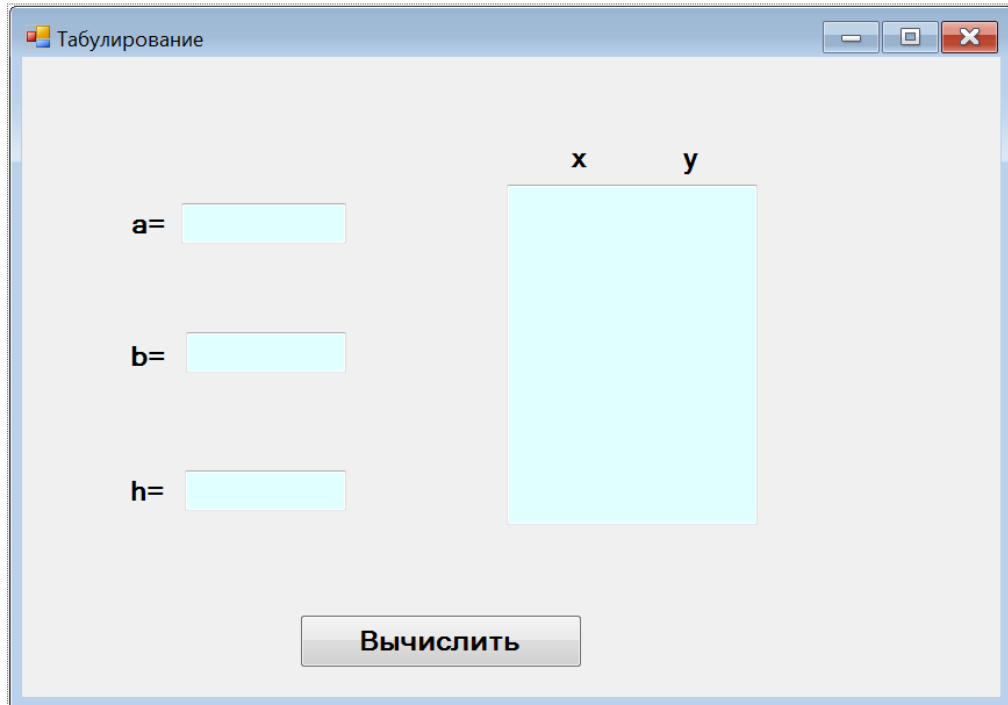 Табулирование
x y
a=
b=
h=
Вычислить